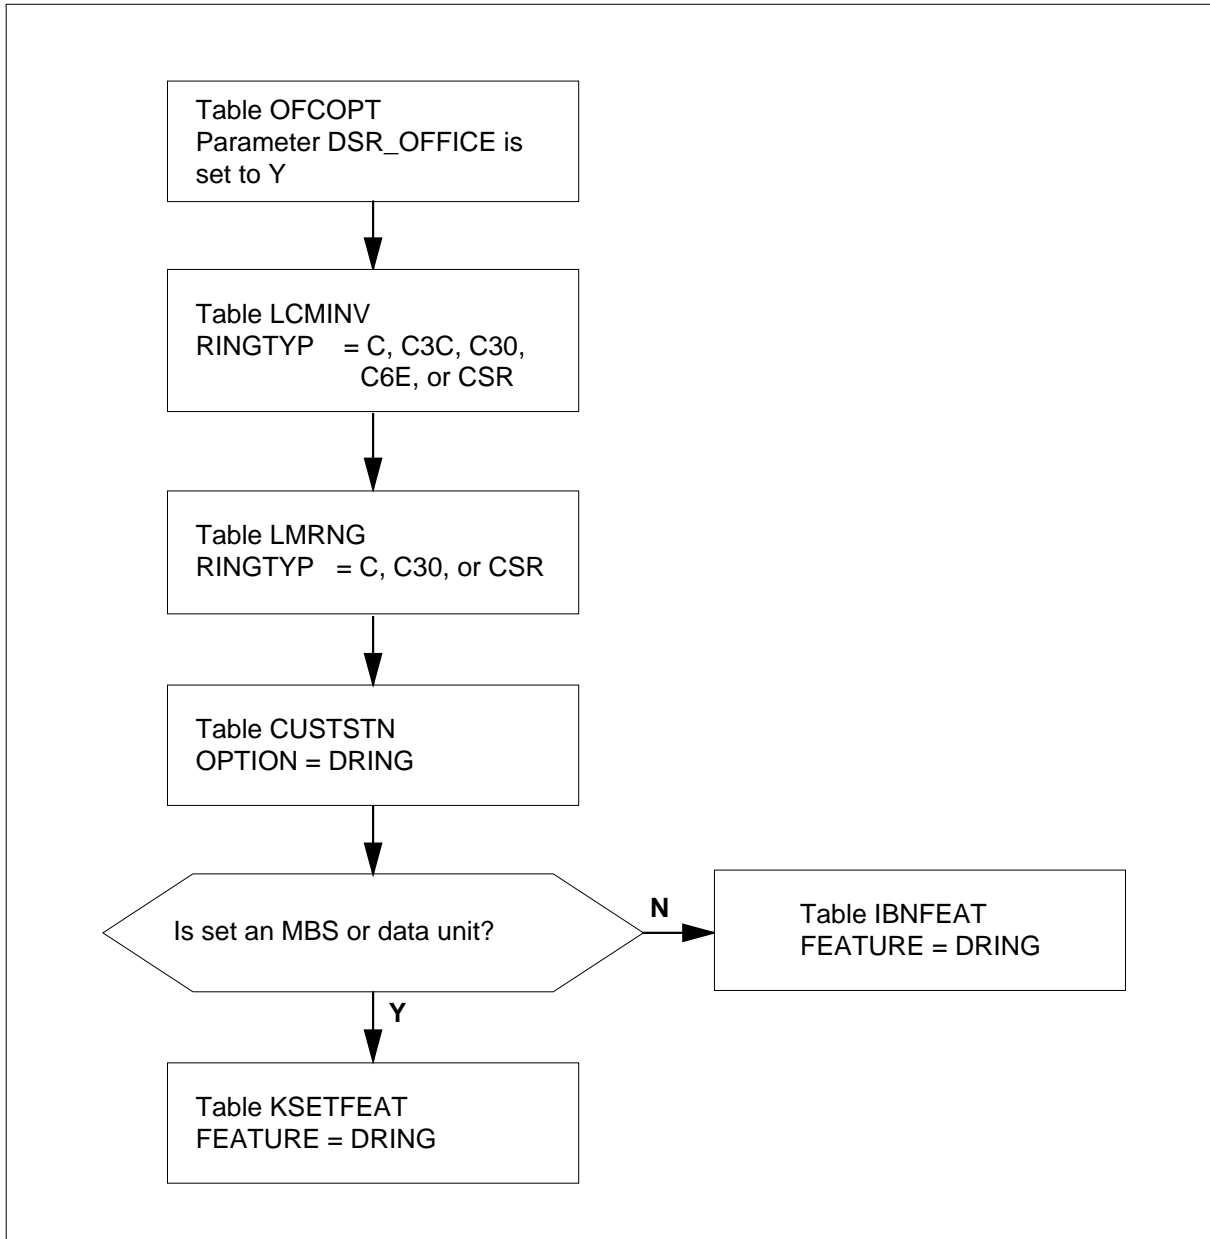 Table OFCOPT
Parameter DSR_OFFICE is
set to Y
Table LCMINV
RINGTYP = C, C3C, C30,
C6E, or CSR
Table LMRNG
RINGTYP = C, C30, or CSR
Table CUSTSTN
OPTION = DRING
Is set an MBS or data unit?
N
Table IBNFEAT
FEATURE = DRING
Y
Table KSETFEAT
FEATURE = DRING